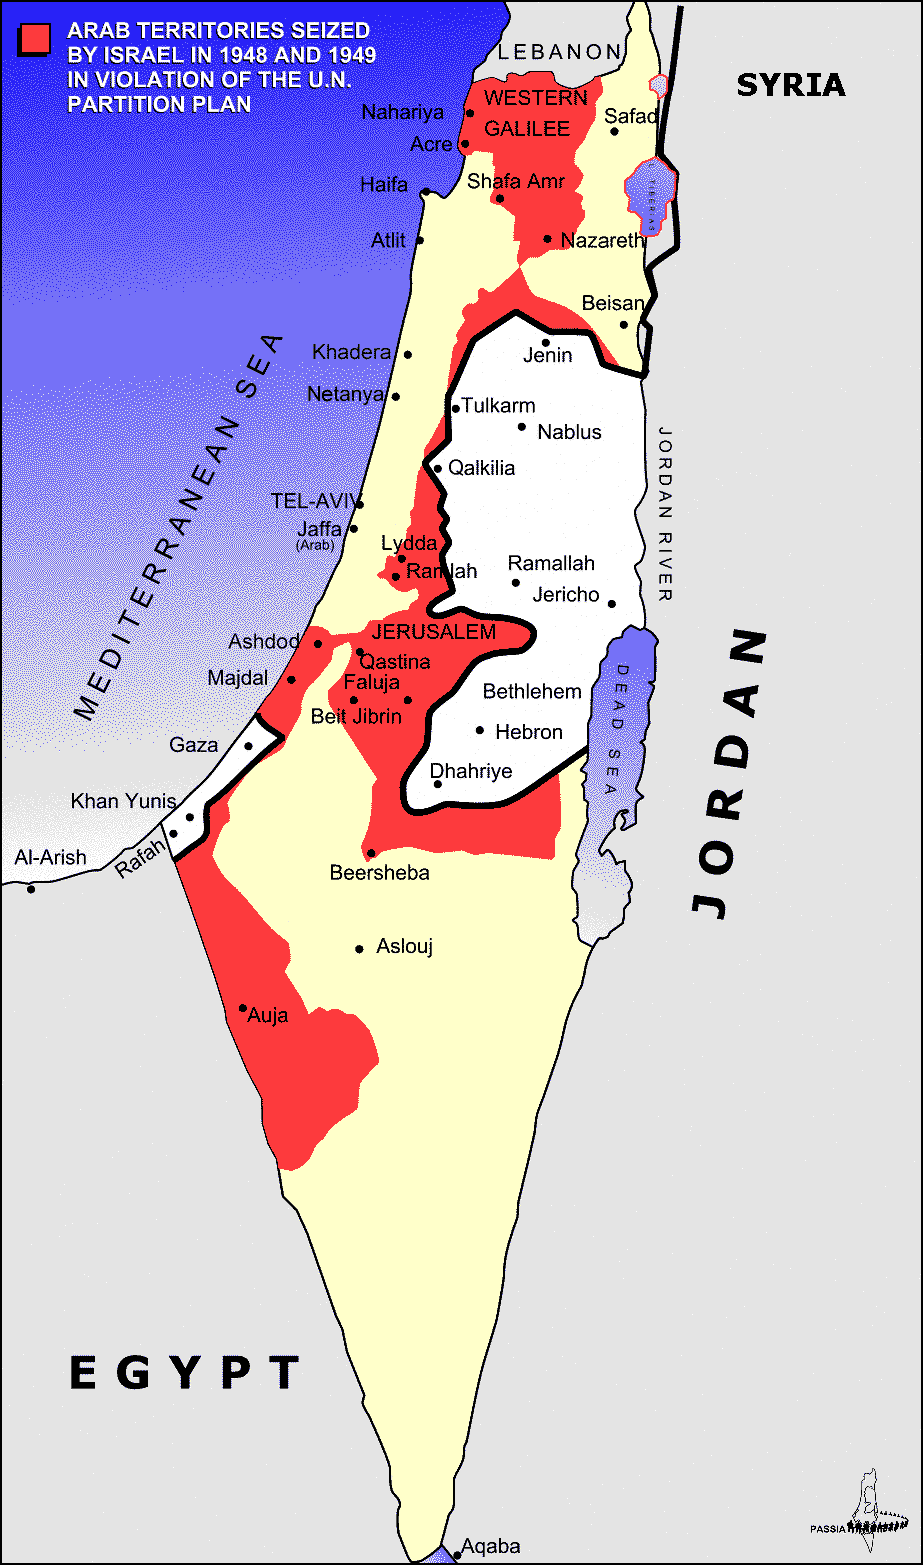 ARAB TERRITORIES SEIZED
BY ISRAEL IN 1948 AND 1949
IN VIOLATION OF THE U.N.
PARTITION PLAN
LEBANON
SYRIA
WESTERN
GALILEE
Nahariya
Safad
Acre
Haifa
Shafa Amr
TIBERIAS
Atlit
Nazareth
Beisan
MEDITERRANEAN SEA
Khadera
Jenin
Netanya
Tulkarm
Nablus
Qalkilia
JORDAN RIVER
TEL-AVIV
Jaffa
(Arab)
Lydda
Ramlah
Ramallah
Jericho
JERUSALEM
Ashdod
Qastina
Majdal
Faluja
Bethlehem
DEAD SEA
Beit Jibrin
Hebron
JORDAN
Gaza
Dhahriye
Khan Yunis
Rafah
Al-Arish
Beersheba
Aslouj
Auja
EGYPT
PASSIA
Aqaba